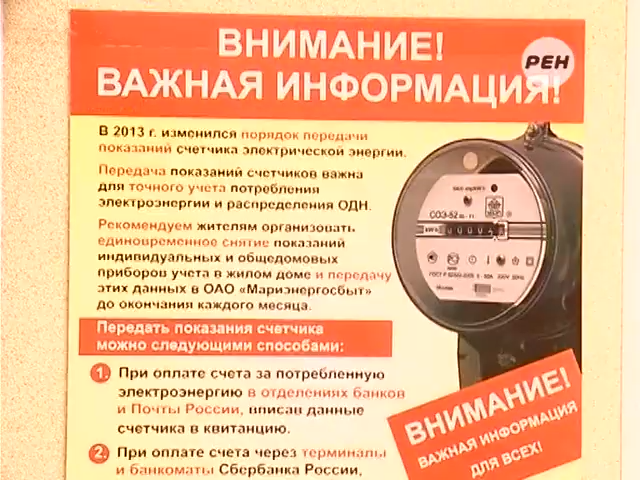 ВНИМАНИЕ!
ВАЖНАЯ ИНФОРМАЦИЯ!
РЕН
В 2013 г. изменился порядок передачи
показаний счетчика электрической энергии.
Передача показаний счетчиков важна
для точного учета потребления
электроэнергии и распределения ОДН.
Рекомендуем жителям организовать
единовременное снятие показаний
индивидуальных и общедомовых
приборов учета в жилом доме и передачу
этих данных в ОАО «Мариэнергосбыт»
до окончания каждого месяца.
Передать показания счетчика
можно следующими способами:
1. При оплате счета за потребленную
электроэнергию в отделениях банков
и Почты России, вписав данные
счетчика в квитанцию.
2. При оплате счета через терминалы
и банкоматы Сбербанка России,
СОЭ-52
Москва
ВНИМАНИЕ!
ВАЖНАЯ ИНФОРМАЦИЯ
ДЛЯ ВСЕХ!